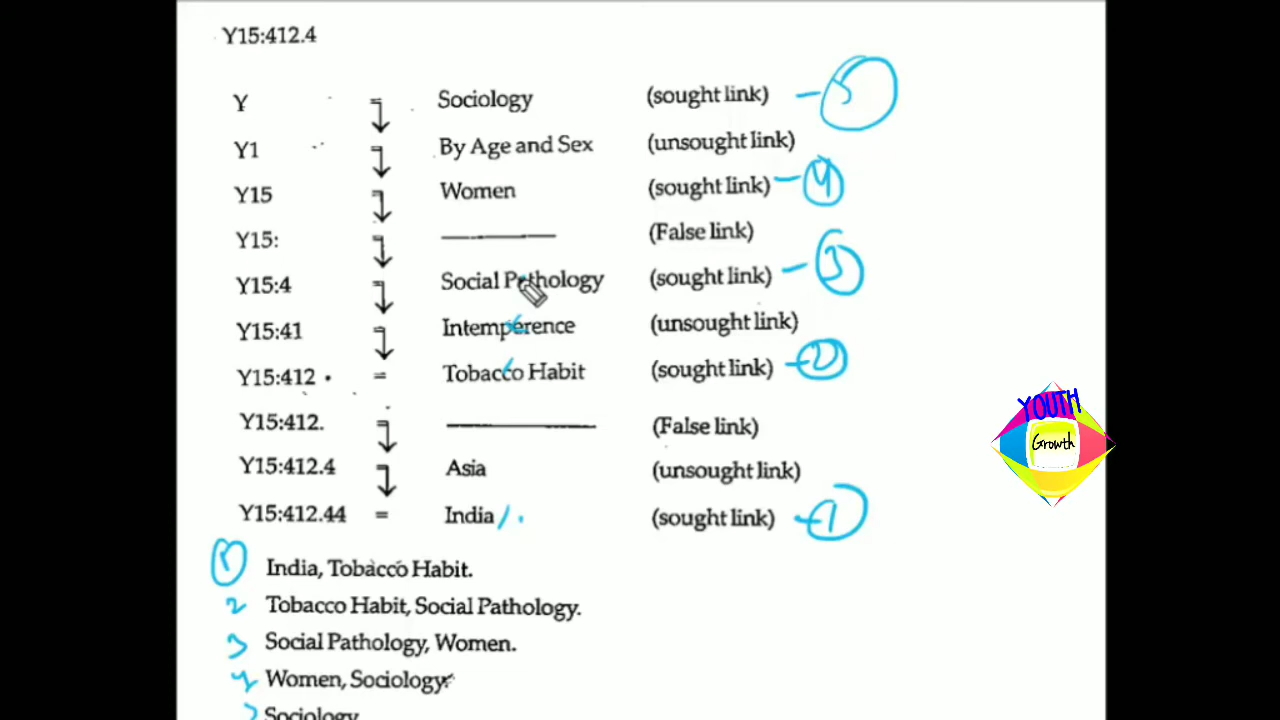 Y15:412.4
Y Sociology (sought link) – 5
Y1 By Age and Sex (unsought link)
Y15 Women (sought link) – 4
Y15: ——— (False link)
Y15:4 Social Pathology (sought link) – 3
Y15:41 Intemperence (unsought link)
Y15:412 = Tobacco Habit (sought link) – 2
Y15:412. ——— (False link)
Y15:412.4 Asia (unsought link)
Y15:412.44 = India (sought link) – 1
YOUTH
Growth
1 India, Tobacco Habit.
2 Tobacco Habit, Social Pathology.
3 Social Pathology, Women.
4 Women, Sociology.
Sociology